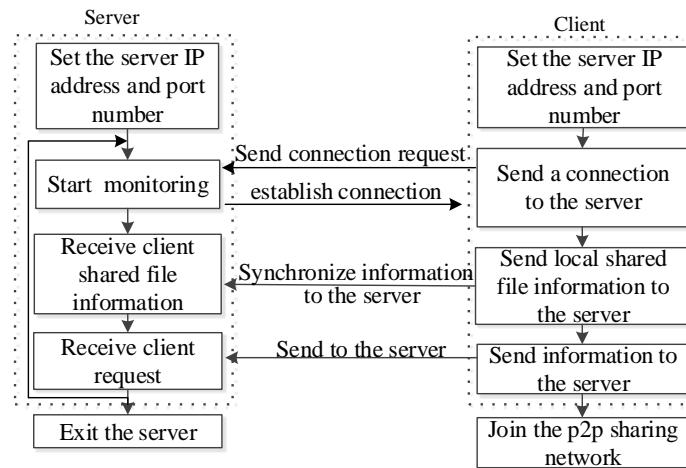 Server
Set the server IP
address and port
number
Start monitoring
Receive client
shared file
information
Receive client
request
Exit the server
Send connection request
establish connection
Synchronize information
to the server
Send to the server
Client
Set the server IP
address and port
number
Send a connection
to the server
Send local shared
file information to
the server
Send information
to the server
Join the p2p sharing
network